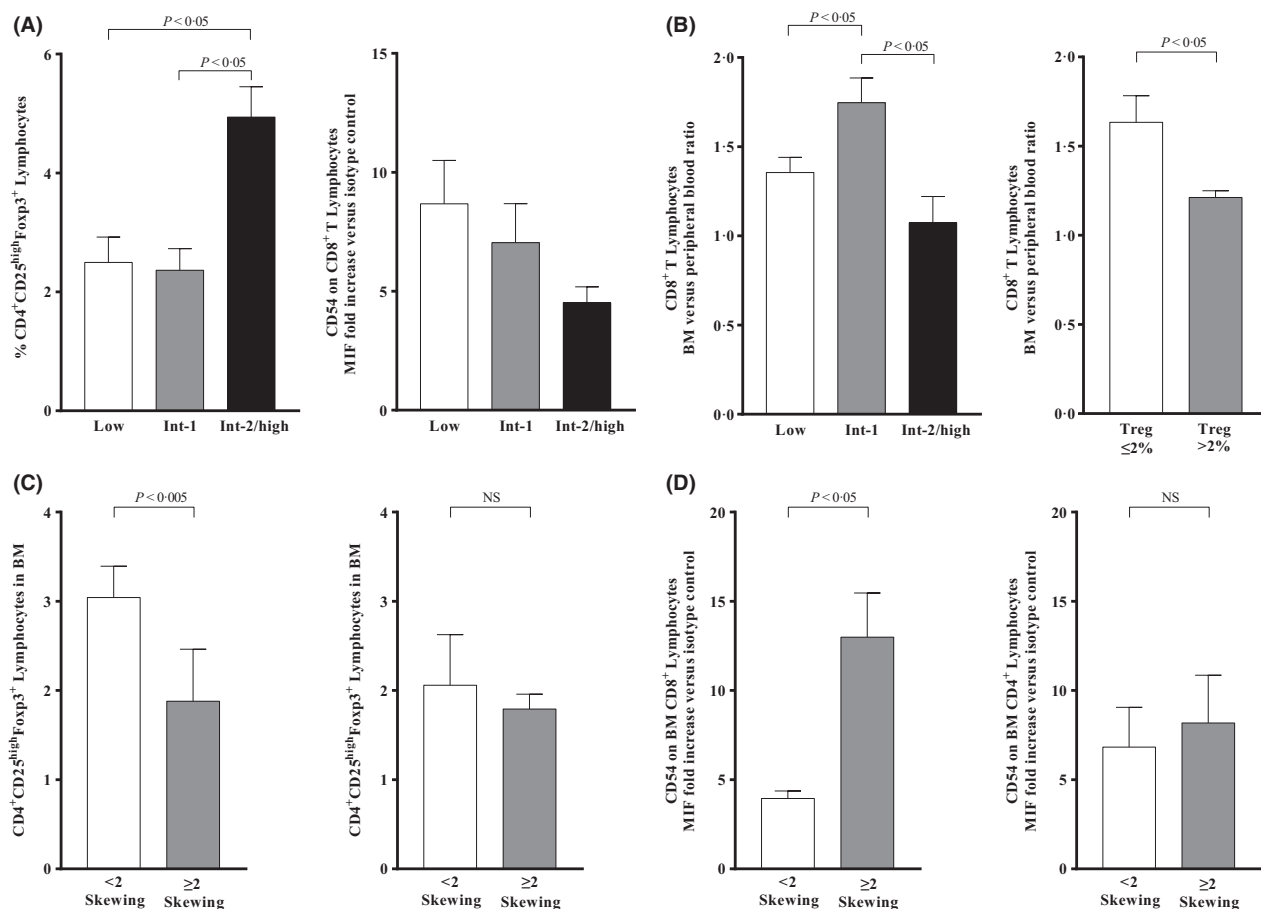 (A)
P < 0·05
P < 0·05
6
4
2
0
% CD4+CD25highFoxp3+ Lymphocytes
Low Int-1 Int-2/high
15
10
5
0
CD54 on CD8+ T Lymphocytes
MIF fold increase versus isotype control
Low Int-1 Int-2/high
(B)
P < 0·05
P < 0·05
2·0
1·5
1·0
0·5
0·0
CD8+ T Lymphocytes
BM versus peripheral blood ratio
Low Int-1 Int-2/high
P < 0·05
2·0
1·5
1·0
0·5
0·0
CD8+ T Lymphocytes
BM versus peripheral blood ratio
Treg Treg
≤2% >2%
(C)
P < 0·005
4
3
2
1
0
CD4+CD25highFoxp3+ Lymphocytes in BM
<2 ≥2
Skewing Skewing
NS
4
3
2
1
0
CD4+CD25highFoxp3+ Lymphocytes in BM
<2 ≥2
Skewing Skewing
(D)
P < 0·05
20
15
10
5
0
CD54 on BM CD8+ Lymphocytes
MIF fold increase versus isotype control
<2 ≥2
Skewing Skewing
NS
20
15
10
5
0
CD54 on BM CD4+ Lymphocytes
MIF fold increase versus isotype control
<2 ≥2
Skewing Skewing